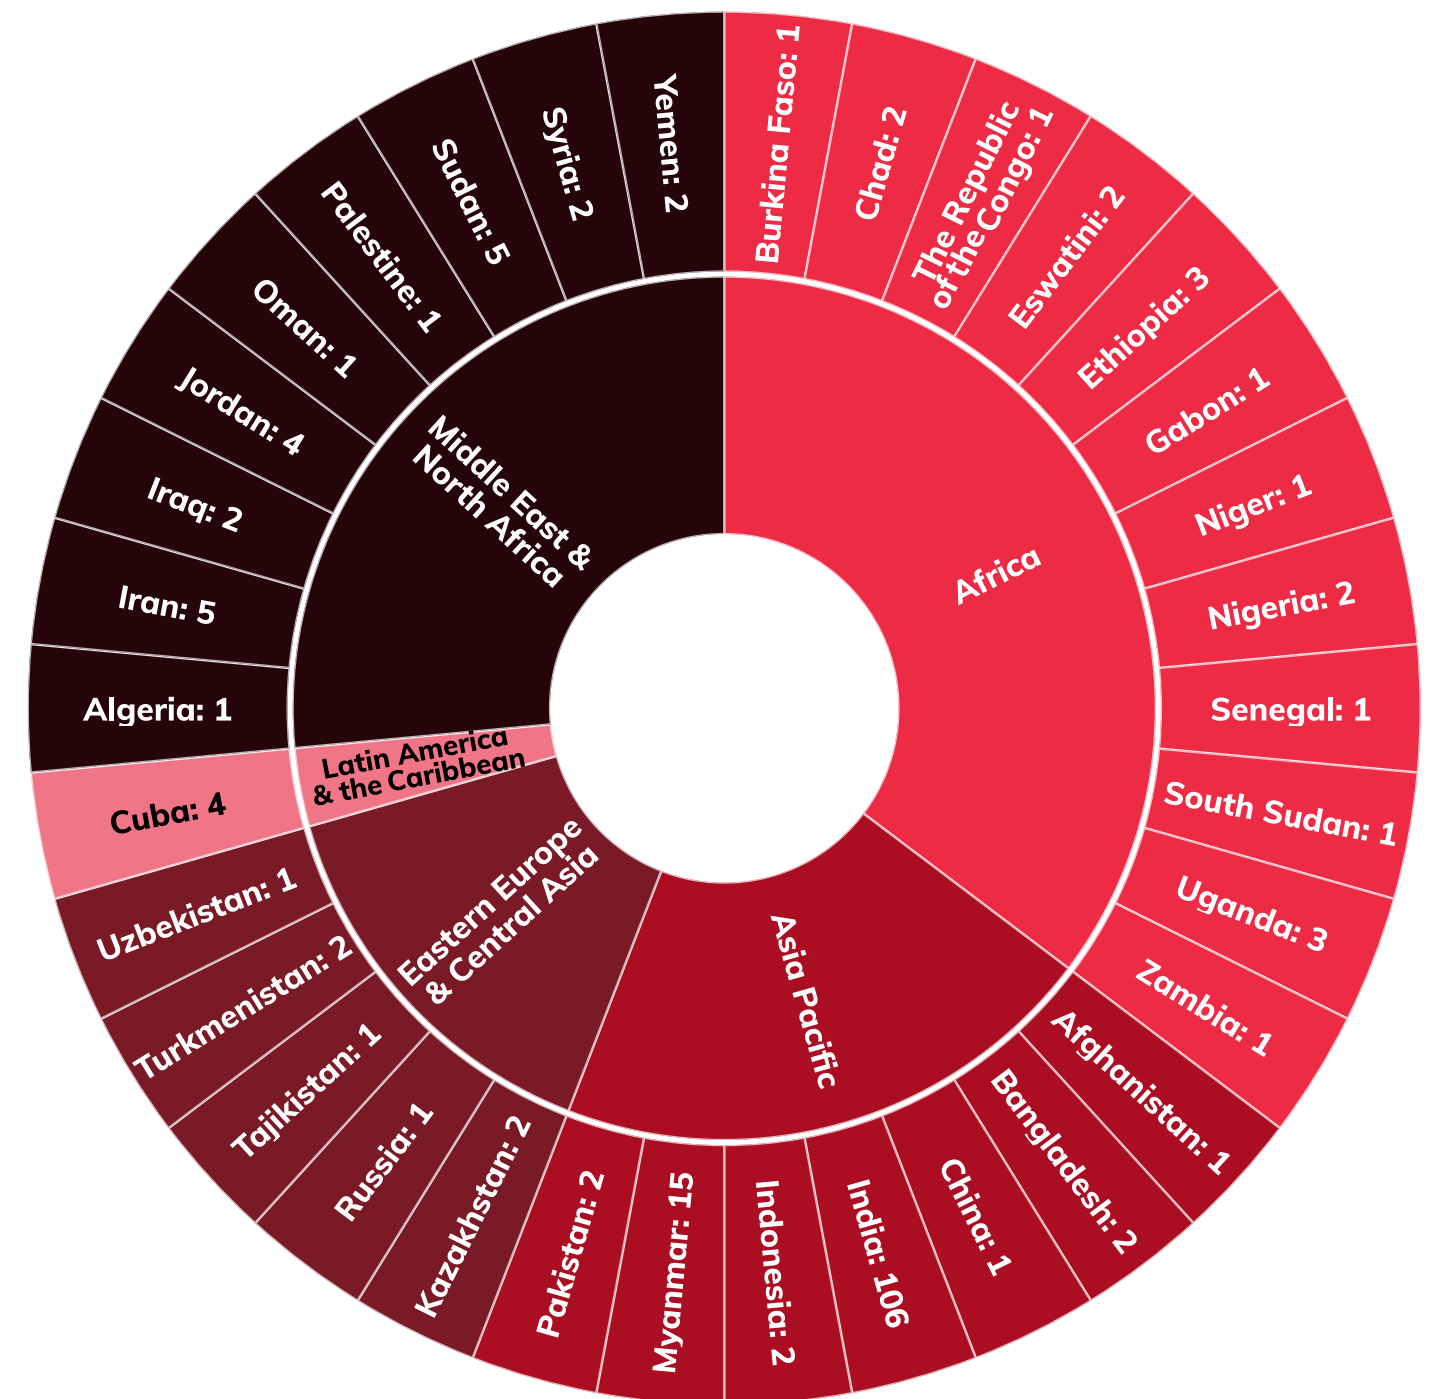 Burkina Faso: 1
Chad: 2
The Republic
of the Congo: 1
Eswatini: 2
Ethiopia: 3
Gabon: 1
Niger: 1
Nigeria: 2
Senegal: 1
South Sudan: 1
Uganda: 3
Zambia: 1
Afghanistan: 1
Bangladesh: 2
China: 1
India: 106
Indonesia: 2
Myanmar: 15
Pakistan: 2
Kazakhstan: 2
Russia: 1
Tajikistan: 1
Turkmenistan: 2
Uzbekistan: 1
Cuba: 4
Algeria: 1
Iran: 5
Iraq: 2
Jordan: 4
Oman: 1
Palestine: 1
Sudan: 5
Syria: 2
Yemen: 2
Africa
Asia Pacific
Eastern Europe
& Central Asia
Latin America
& the Caribbean
Middle East &
North Africa